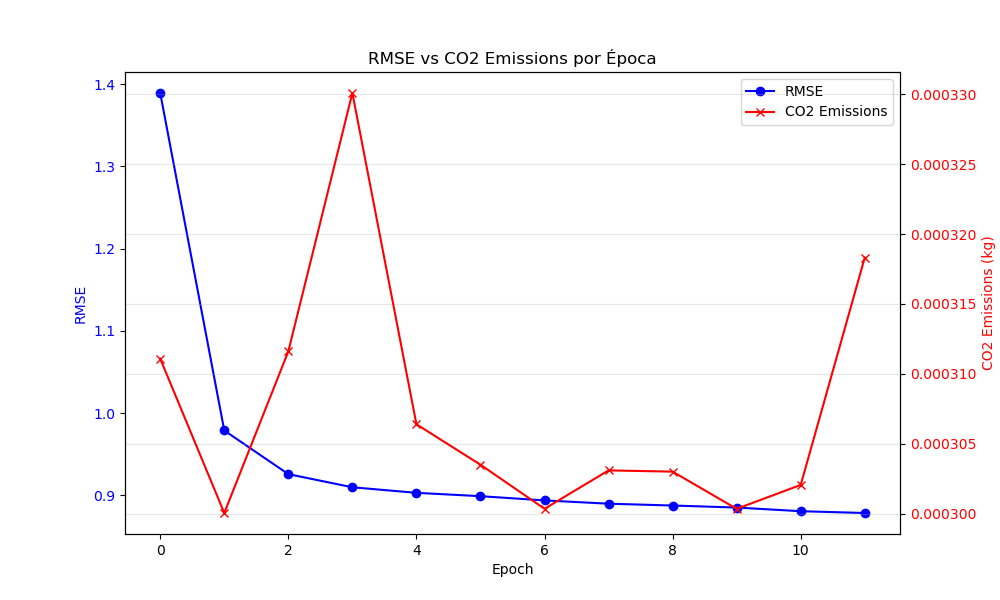 RMSE vs CO2 Emissions por Época
RMSE
CO2 Emissions
1.4
1.3
1.2
1.1
1.0
0.9
RMSE
0.000330
0.000325
0.000320
0.000315
0.000310
0.000305
0.000300
CO2 Emissions (kg)
0 2 4 6 8 10
Epoch